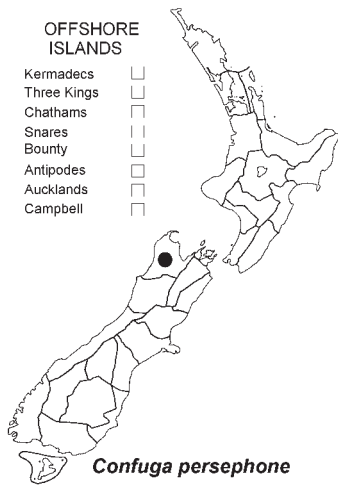 OFFSHORE
ISLANDS
Kermadecs
Three Kings
Chathams
Snares
Bounty
Antipodes
Aucklands
Campbell
Confuga persephone